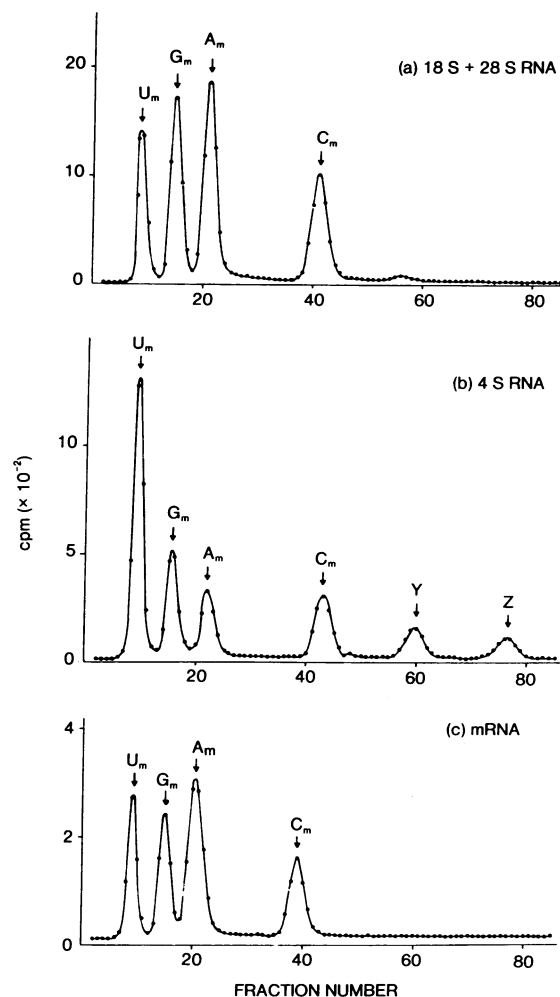 (a) 18 S + 28 S RNA
20
10
0
Uₘ
Gₘ
Aₘ
Cₘ
20
40
60
(b) 4 S RNA
10
5
0
Uₘ
Gₘ
Aₘ
Cₘ
Y
Z
20
40
60
80
cpm (× 10⁻²)
(c) mRNA
4
2
0
Uₘ
Gₘ
Am
Cₘ
20
40
60
80
FRACTION NUMBER